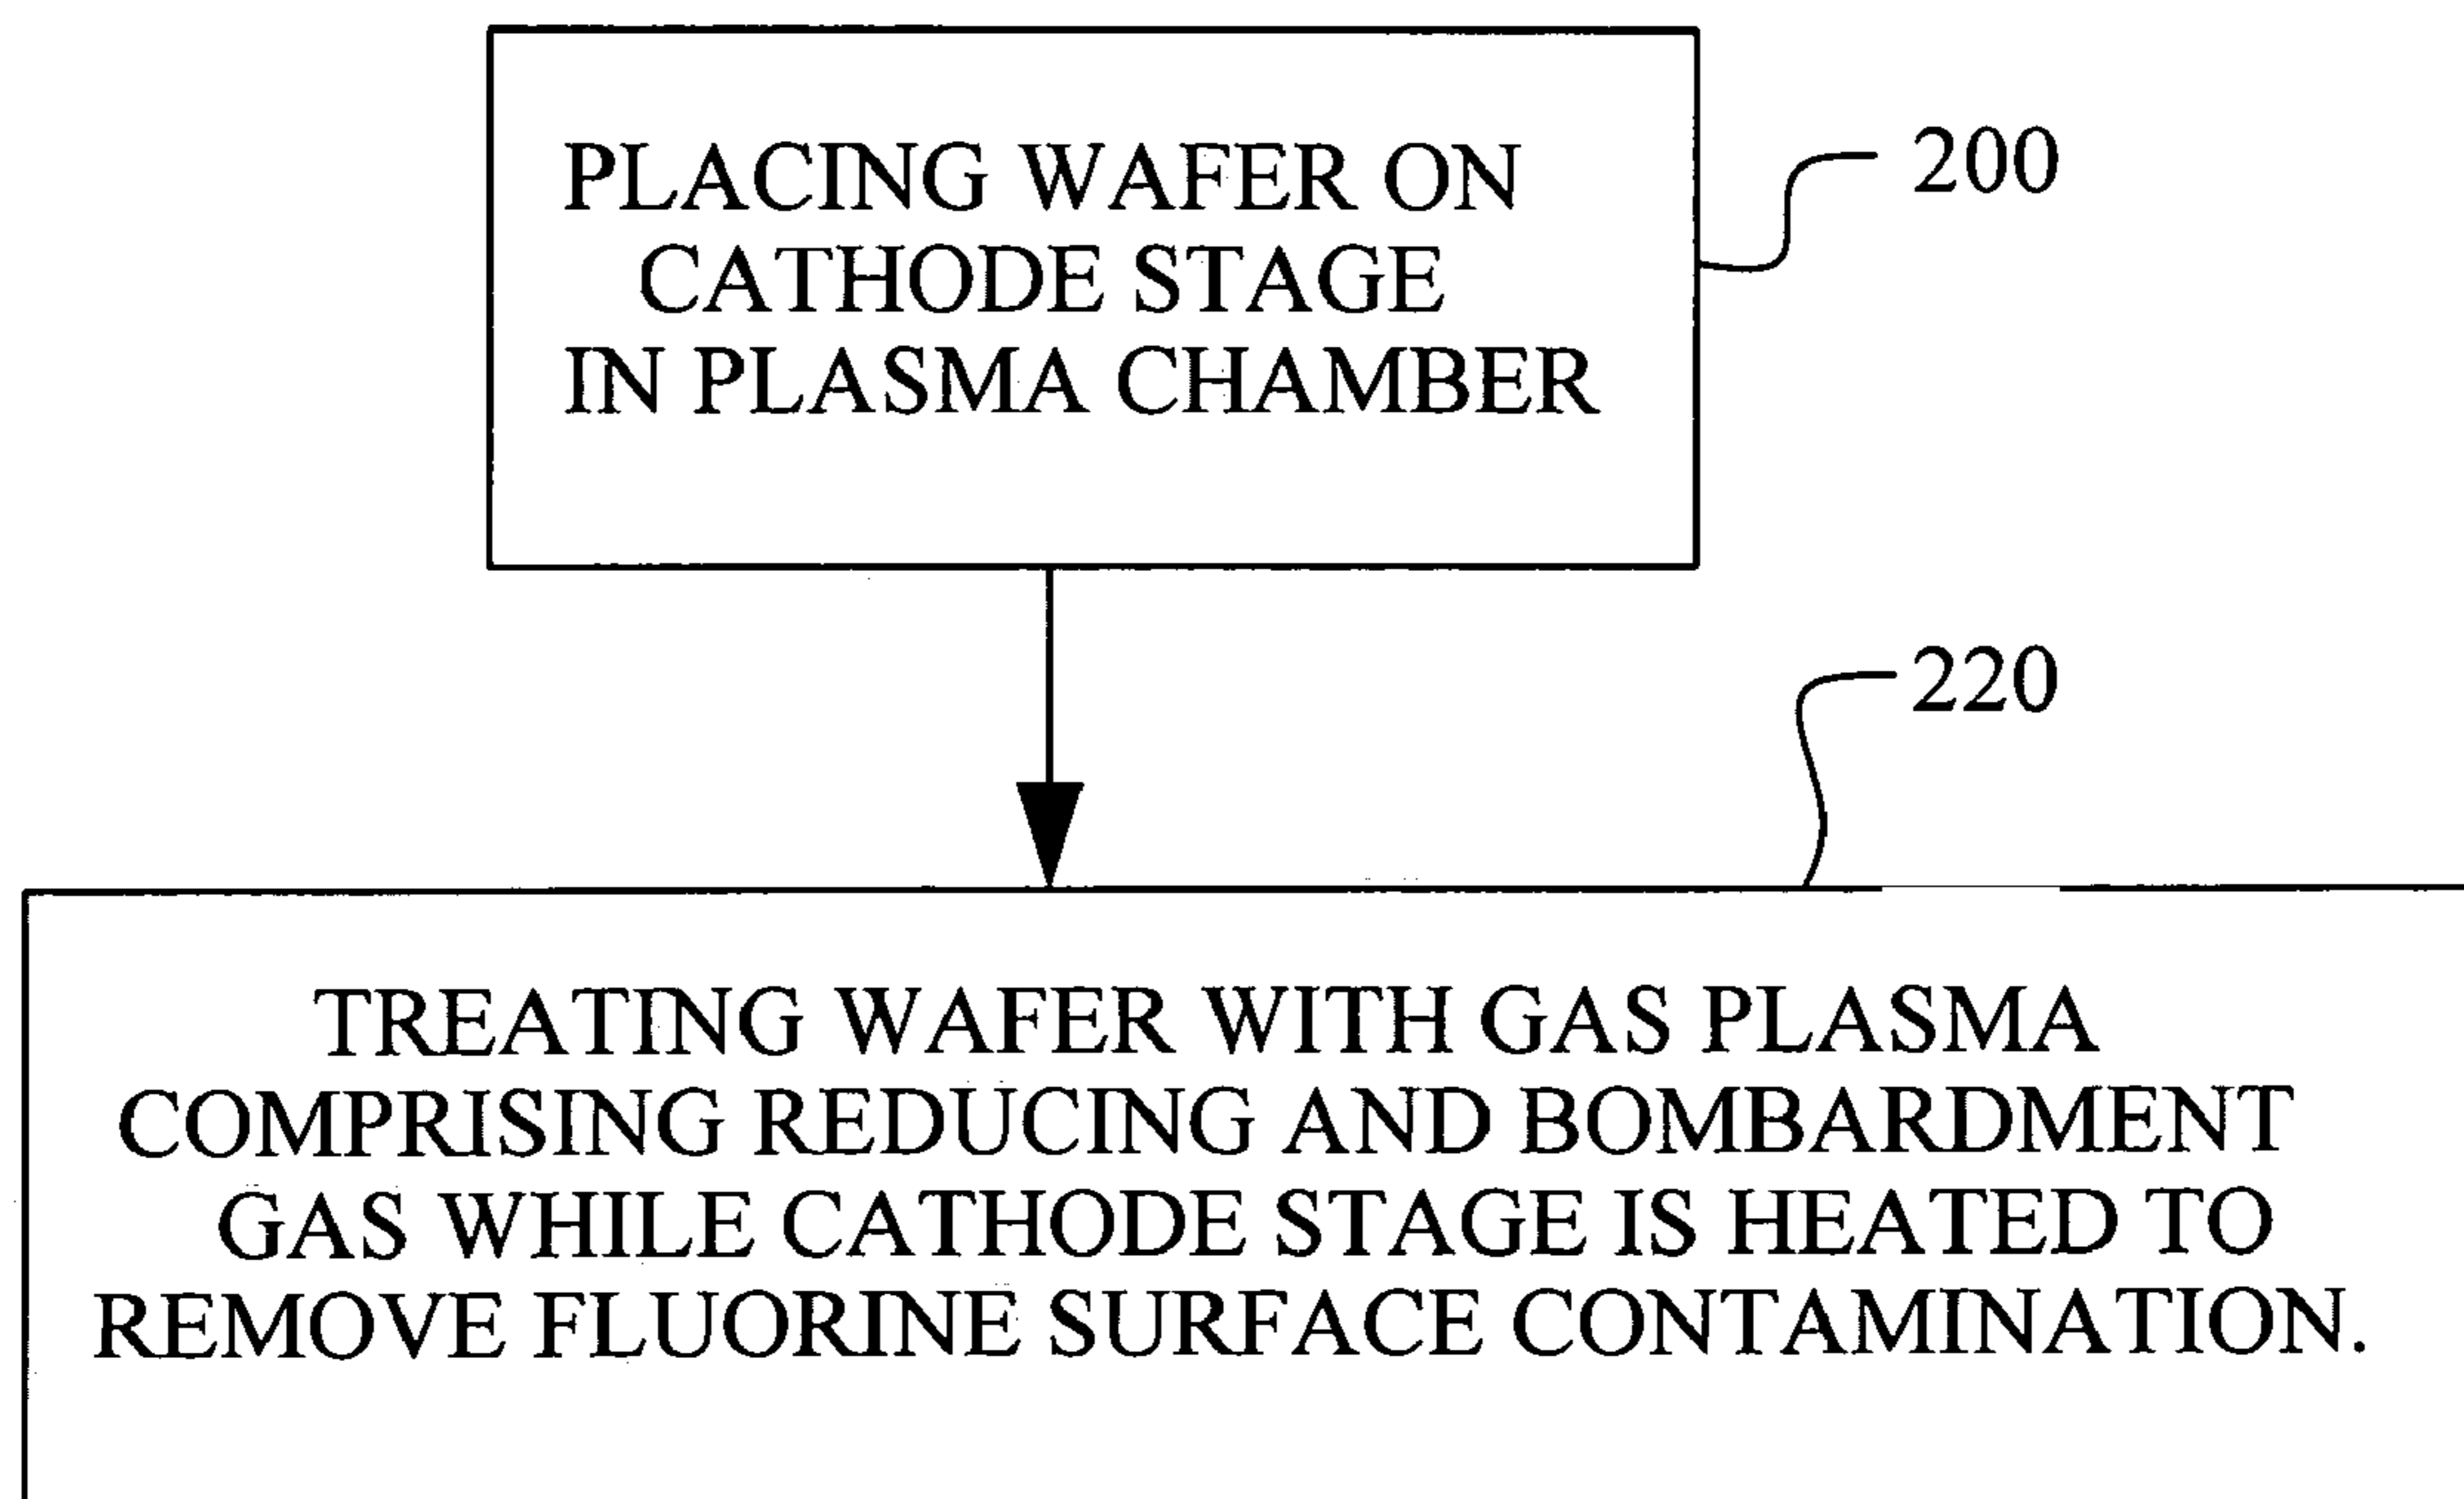 PLACING WAFER ON
200
CATHODE STAGE
IN PLASMA CHAMBER
220
TREATING WAFER WITH GAS PLASMA
COMPRISING REDUCING AND BOMBARDMENT
GAS WHILE CATHODE STAGE IS HEATED TO
REMOVE FLUORINE SURFACE CONTAMINATION.